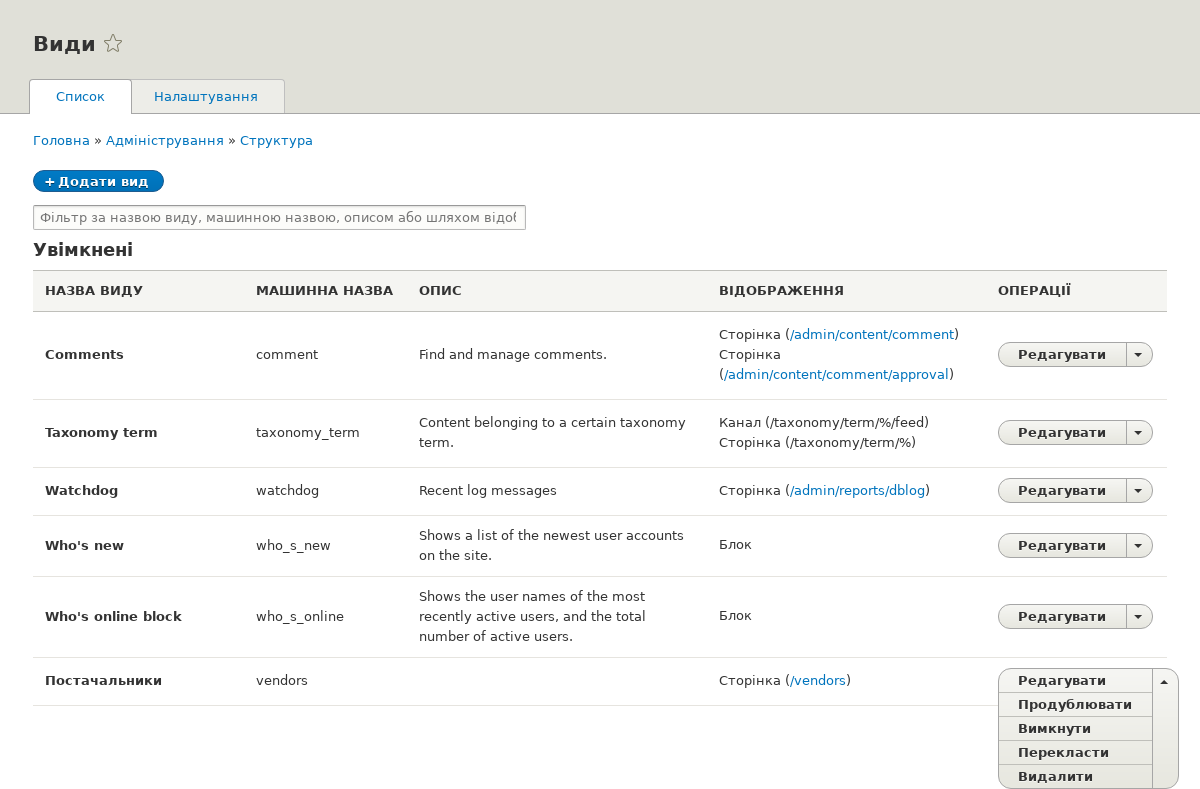 Види
Список Налаштування
Головна » Адміністрування » Структура
+ Додати вид
Фільтр за назвою виду, машинною назвою, описом або шляхом відоб
Увімкнені
НАЗВА ВИДУ МАШИННА НАЗВА ОПИС ВІДОБРАЖЕННЯ ОПЕРАЦІЇ
Comments comment Find and manage comments. Сторінка (/admin/content/comment)
Сторінка
(/admin/content/comment/approval) Редагувати
Taxonomy term taxonomy_term Content belonging to a certain taxonomy
term. Канал (/taxonomy/term/%/feed)
Сторінка (/taxonomy/term/%) Редагувати
Watchdog watchdog Recent log messages Сторінка (/admin/reports/dblog) Редагувати
Who's new who_s_new Shows a list of the newest user accounts
on the site. Блок Редагувати
Who's online block who_s_online Shows the user names of the most
recently active users, and the total
number of active users. Блок Редагувати
Постачальники vendors Сторінка (/vendors) Редагувати
Продублювати
Вимкнути
Перекласти
Видалити